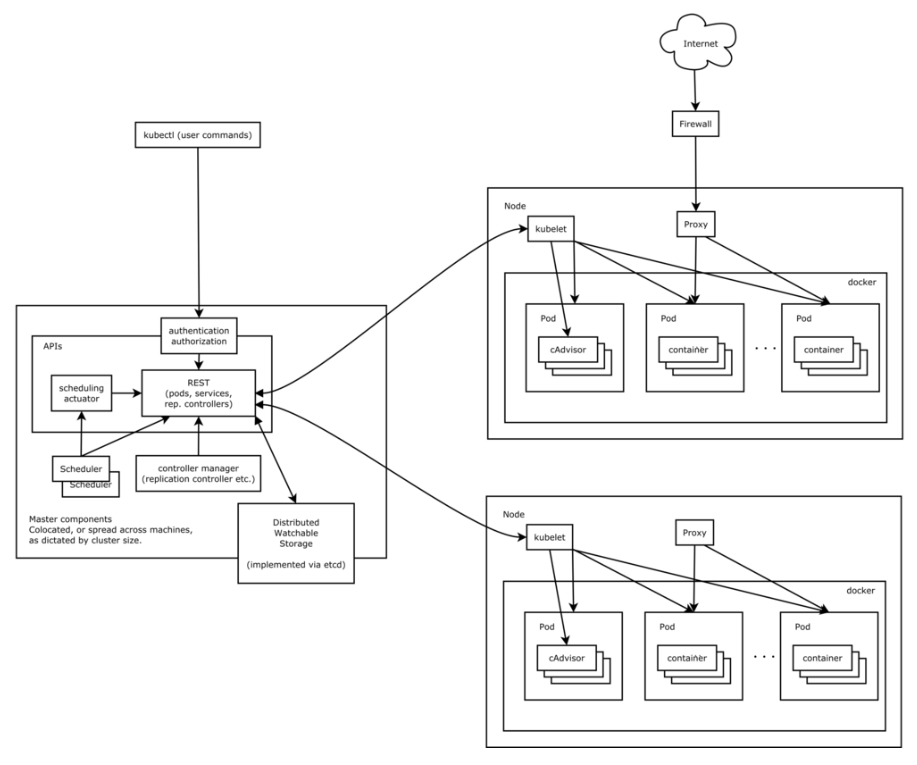 Internet
kubectl (user commands)
Firewall
Node
kubelet
Proxy
docker
Pod
Pod
Pod
cAdvisor
container
. . .
container
authentication
authorization
APIs
REST
(pods, services,
rep. controllers)
scheduling
actuator
Scheduler
Scheduler
controller manager
(replication controller etc.)
Master components
Colocated, or spread across machines,
as dictated by cluster size.
Distributed
Watchable
Storage
(implemented via etcd)
Node
kubelet
Proxy
docker
Pod
Pod
Pod
cAdvisor
container
. . .
container